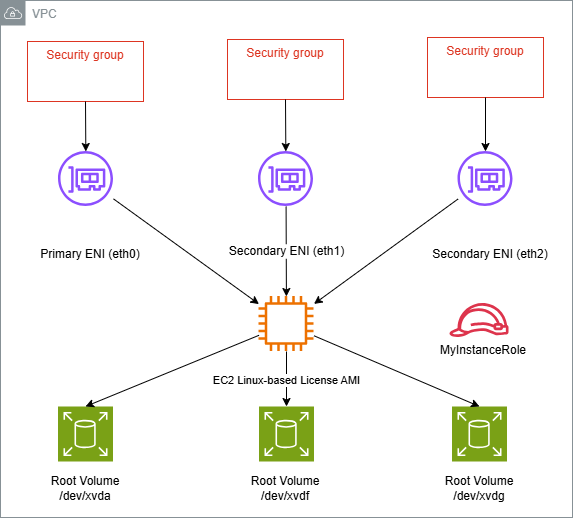 VPC
Security group
Security group
Security group
Primary ENI (eth0)
Secondary ENI (eth1)
Secondary ENI (eth2)
MyInstanceRole
EC2 Linux-based License AMI
Root Volume
/dev/xvda
Root Volume
/dev/xvdf
Root Volume
/dev/xvdg